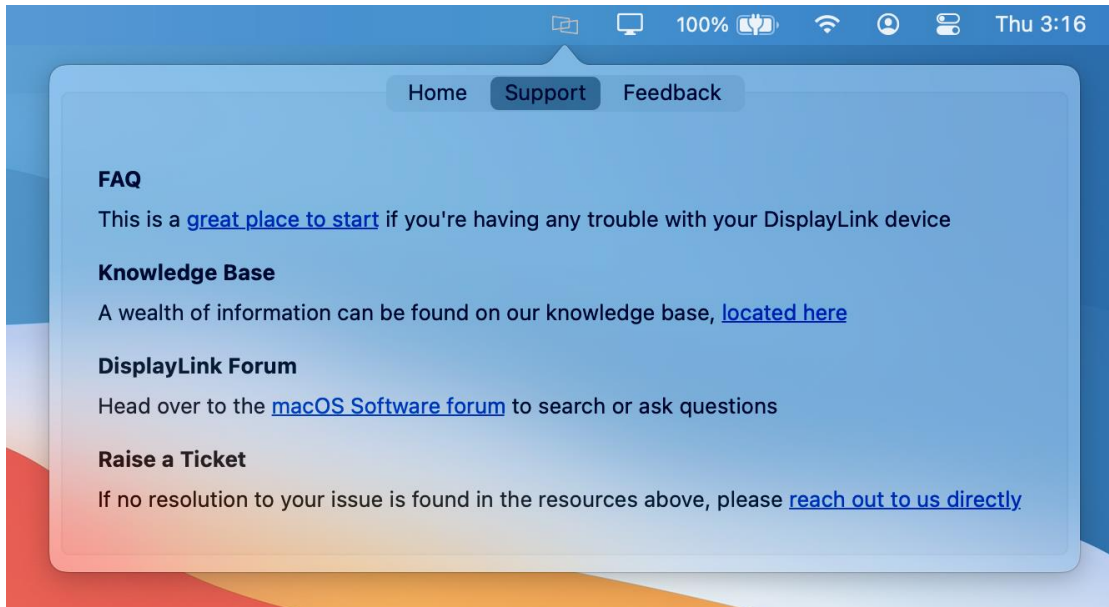 100% Thu 3:16
Home Support Feedback
FAQ
This is a great place to start if you're having any trouble with your DisplayLink device
Knowledge Base
A wealth of information can be found on our knowledge base, located here
DisplayLink Forum
Head over to the macOS Software forum to search or ask questions
Raise a Ticket
If no resolution to your issue is found in the resources above, please reach out to us directly